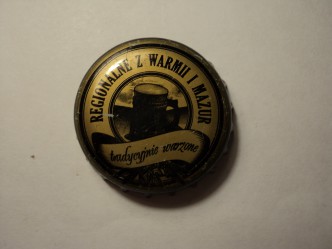 REGIONALNE Z WARMII I MAZUR
tradycyjnie warzone